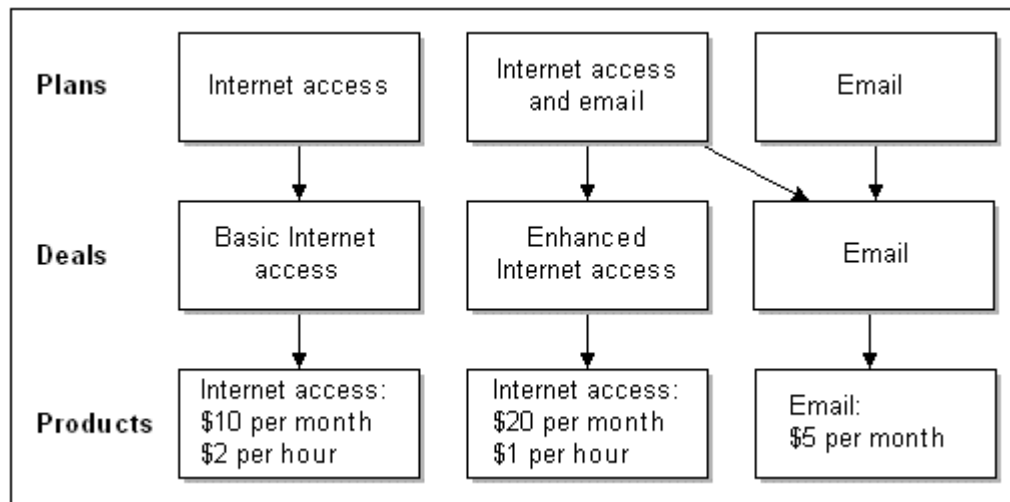 Plans
Internet access
Internet access
and email
Email
Deals
Basic Internet
access
Enhanced
Internet access
Email
Products
Internet access:
$10 per month
$2 per hour
Internet access:
$20 per month
$1 per hour
Email:
$5 per month